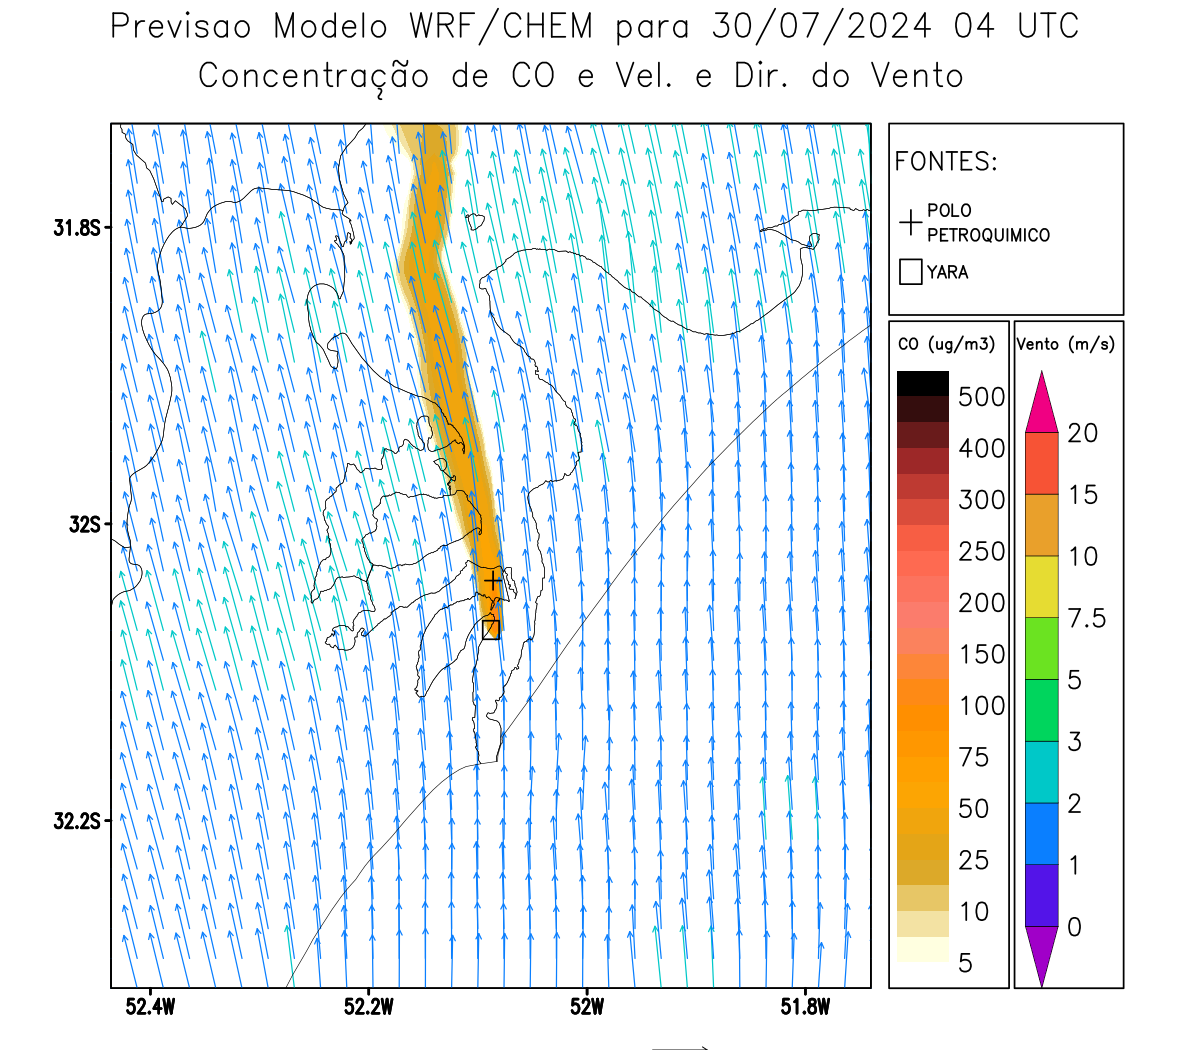 Previsao Modelo WRF/CHEM para 30/07/2024 04 UTC
Concentração de CO e Vel. e Dir. do Vento
FONTES:
POLO
PETROQUIMICO
YARA
CO (ug/m3)
500
400
300
250
200
150
100
75
50
25
10
5
Vento (m/s)
20
15
10
7.5
5
3
2
1
0
31.8S
32S
32.2S
52.4W
52.2W
52W
51.8W